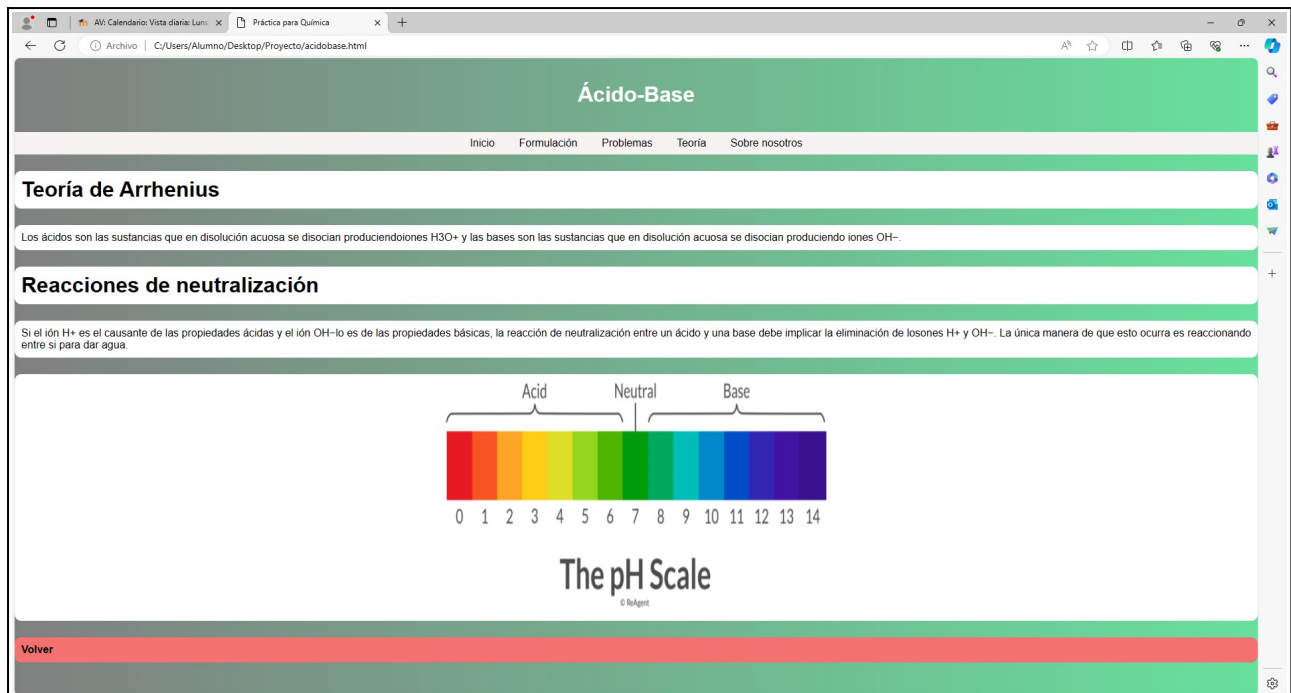 AV: Calendario: Vista diaria: Luns
Práctica para Química
Archivo
C:/Users/Alumno/Desktop/Proyecto/acidobase.html
Ácido-Base
Inicio Formulación Problemas Teoría Sobre nosotros
Teoría de Arrhenius
Los ácidos son las sustancias que en disolución acuosa se disocian produciendoiones H3O+ y las bases son las sustancias que en disolución acuosa se disocian produciendo iones OH−.
Reacciones de neutralización
Si el ión H+ es el causante de las propiedades ácidas y el ión OH−lo es de las propiedades básicas, la reacción de neutralización entre un ácido y una base debe implicar la eliminación de losones H+ y OH−. La única manera de que esto ocurra es reaccionando
entre si para dar agua.
Acid Neutral Base
0 1 2 3 4 5 6 7 8 9 10 11 12 13 14
The pH Scale
© ReAgent
Volver